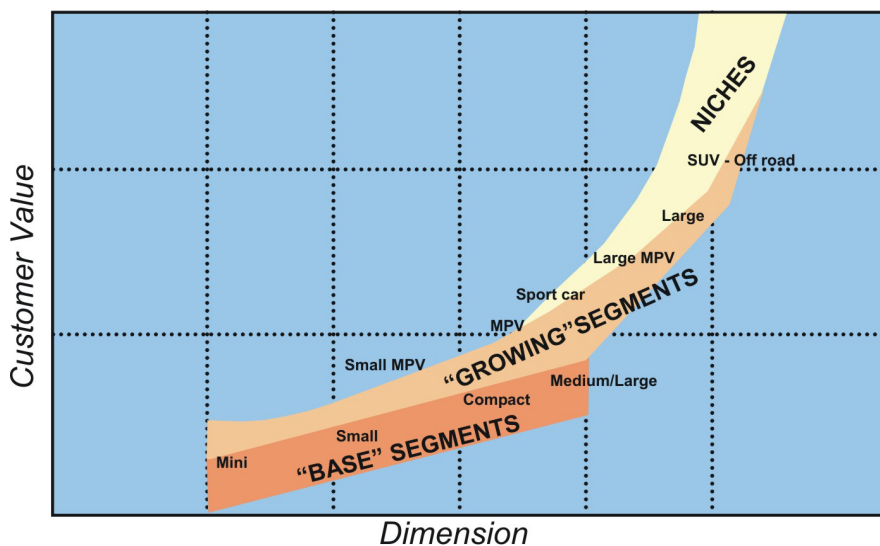 NICHES
SUV - Off road
Large
Large MPV
Sport car
MPV
"GROWING"SEGMENTS
Small MPV
Medium/Large
Compact
Small
Mini
“BASE” SEGMENTS
Customer Value
Dimension